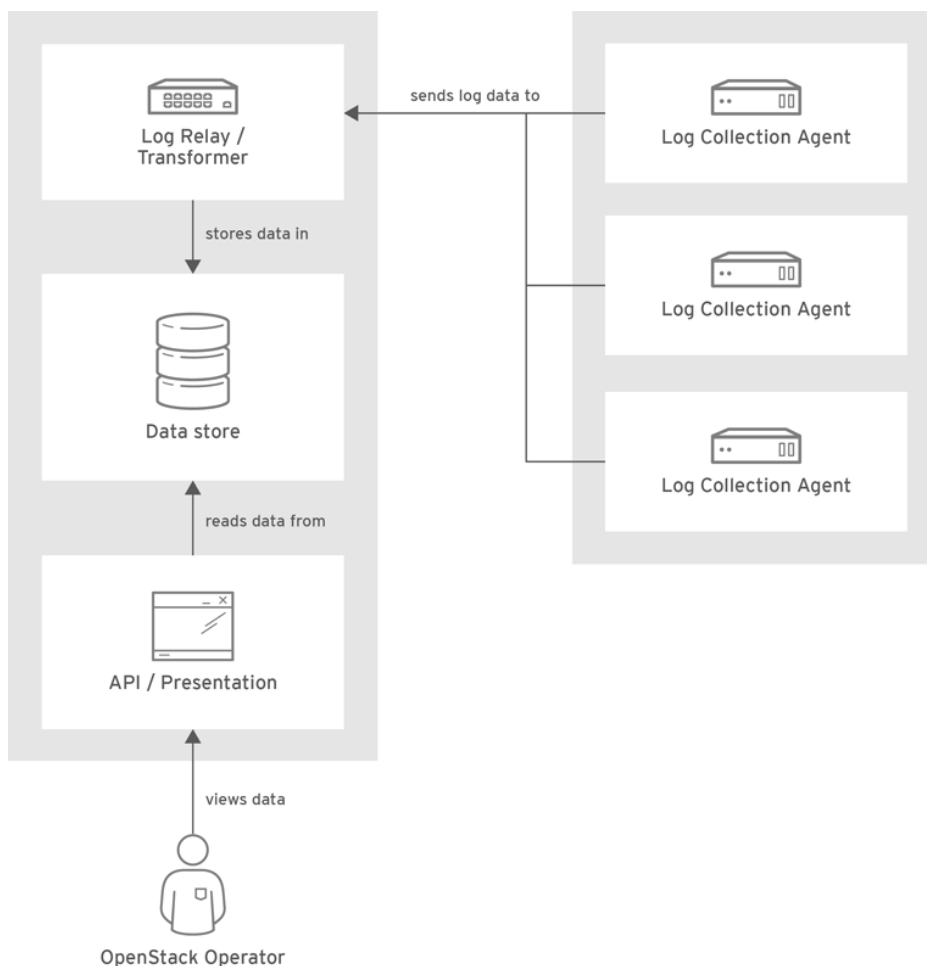 sends log data to
Log Relay /
Transformer
Log Collection Agent
stores data in
Log Collection Agent
Data store
Log Collection Agent
reads data from
API / Presentation
views data
OpenStack Operator